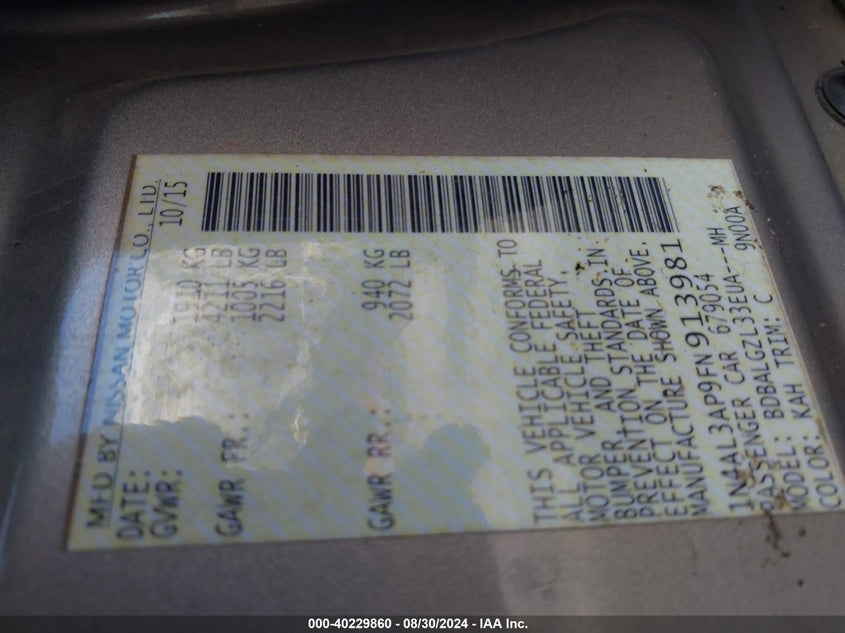 MFD BY NISSAN MOTOR CO., LTD.
DATE: 10/15
GVWR: 1910 KG
4211 LB
GAWR FR.: 1005 KG
2216 LB
GAWR RR.: 940 KG
2072 LB
THIS VEHICLE CONFORMS TO
ALL APPLICABLE FEDERAL
MOTOR VEHICLE SAFETY,
BUMPER AND THEFT
PREVENTION STANDARDS IN
EFFECT ON THE DATE OF
MANUFACTURE SHOWN ABOVE.
1N4AL3AP9FN913981
PASSENGER CAR 679054
MODEL: BDBALGZL33EUA---MH
COLOR: KAH TRIM: C 9N00A
000-40229860 - 08/30/2024 - IAA Inc.